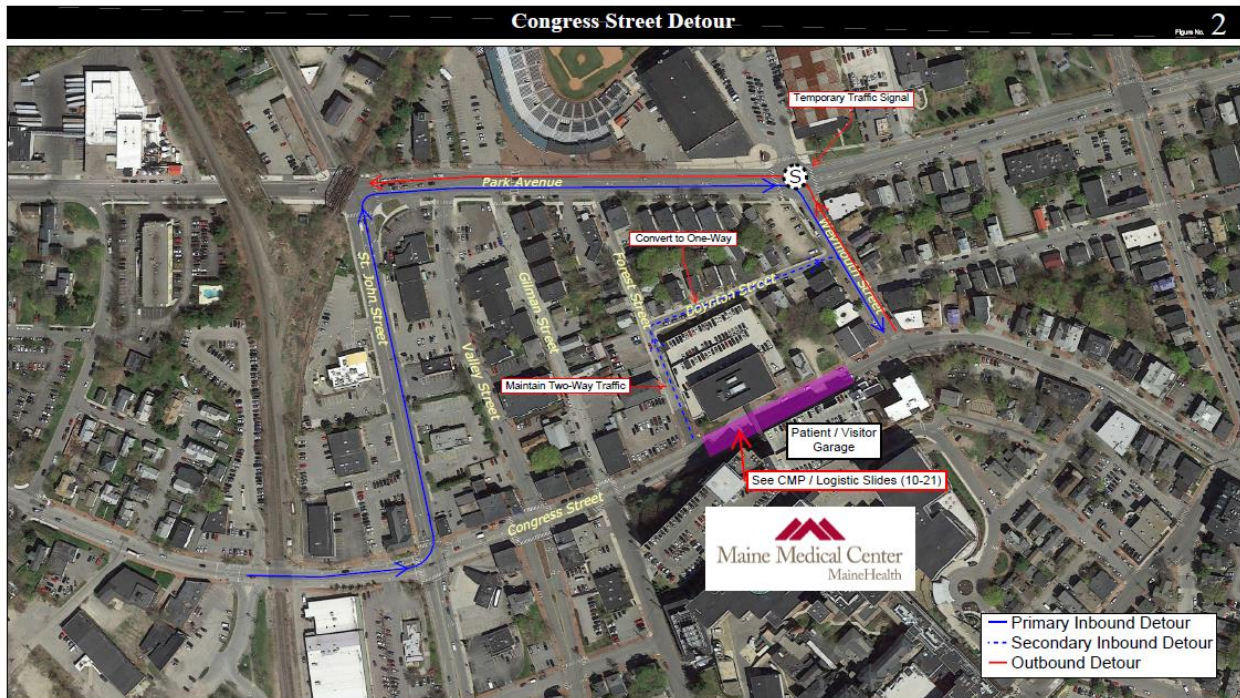 Congress Street Detour
Figure No. 2
Temporary Traffic Signal
S
Park Avenue
Weymouth Street
Convert to One-Way
Forest Street
Boynton Street
St. John Street
Gilman Street
Valley Street
Maintain Two-Way Traffic
Patient / Visitor
Garage
See CMP / Logistic Slides (10-21)
Congress Street
Maine Medical Center
MaineHealth
Primary Inbound Detour
Secondary Inbound Detour
Outbound Detour